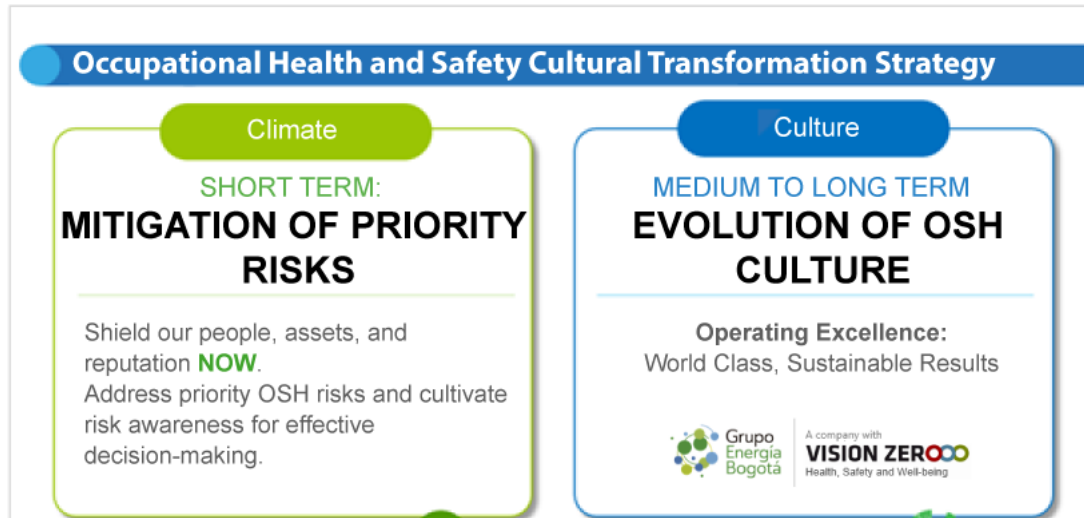 Occupational Health and Safety Cultural Transformation Strategy
Climate
SHORT TERM:
MITIGATION OF PRIORITY
RISKS
Shield our people, assets, and
reputation NOW.
Address priority OSH risks and cultivate
risk awareness for effective
decision-making.
Culture
MEDIUM TO LONG TERM
EVOLUTION OF OSH
CULTURE
Operating Excellence:
World Class, Sustainable Results
Grupo
Energía
Bogotá
A company with
VISION ZEROOO
Health, Safety and Well-being